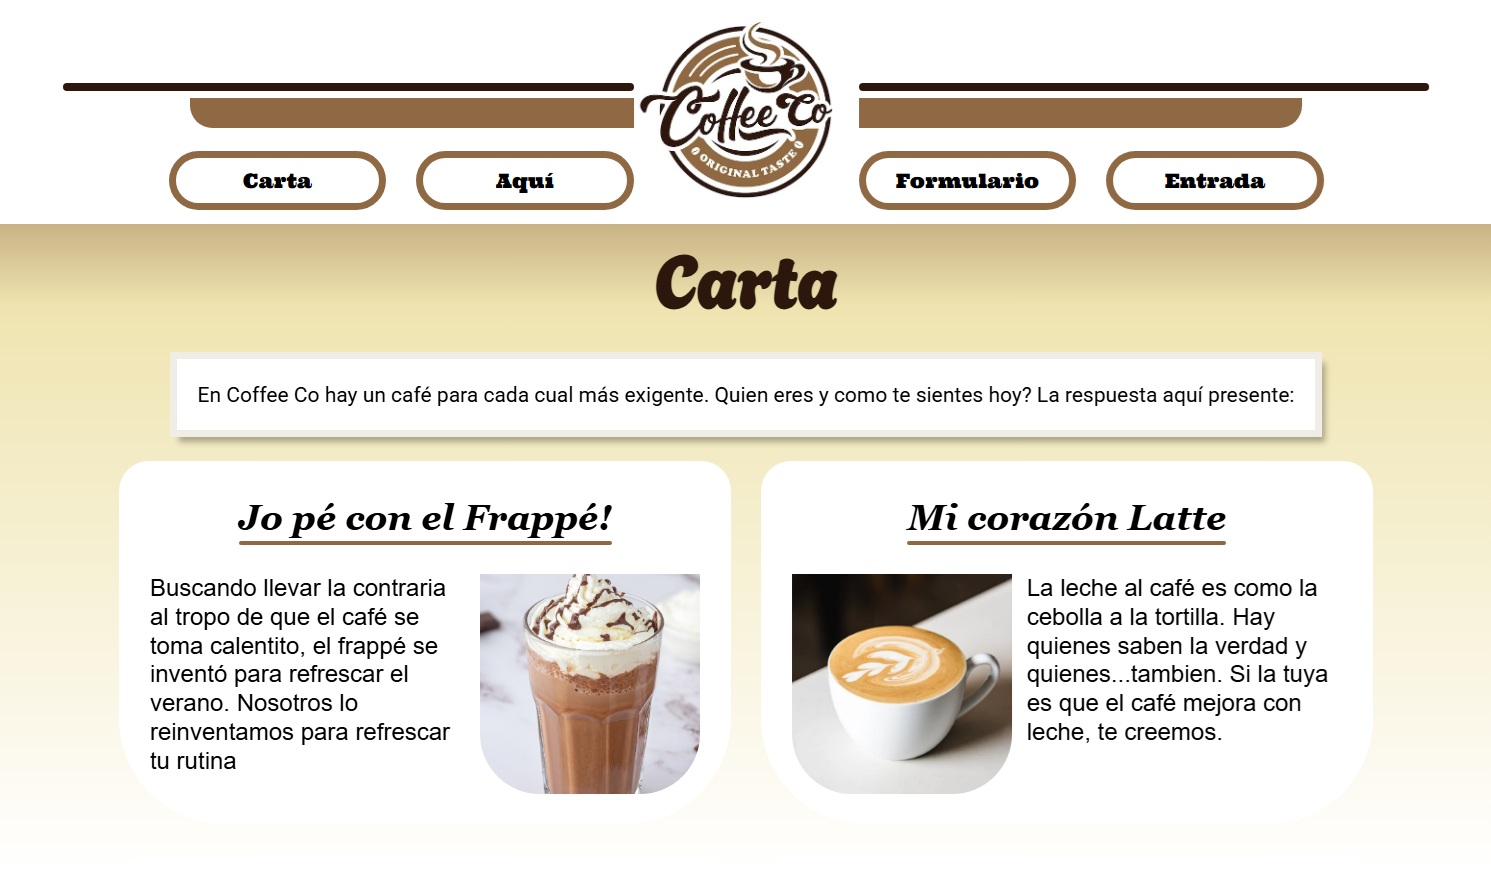 Coffee Co
ORIGINAL TASTE
Carta
Aquí
Formulario
Entrada
Carta
En Coffee Co hay un café para cada cual más exigente. Quien eres y como te sientes hoy? La respuesta aquí presente:
Jo pé con el Frappé!
Buscando llevar la contraria
al tropo de que el café se
toma calentito, el frappé se
inventó para refrescar el
verano. Nosotros lo
reinventamos para refrescar
tu rutina
Mi corazón Latte
La leche al café es como la
cebolla a la tortilla. Hay
quienes saben la verdad y
quienes...tambien. Si la tuya
es que el café mejora con
leche, te creemos.